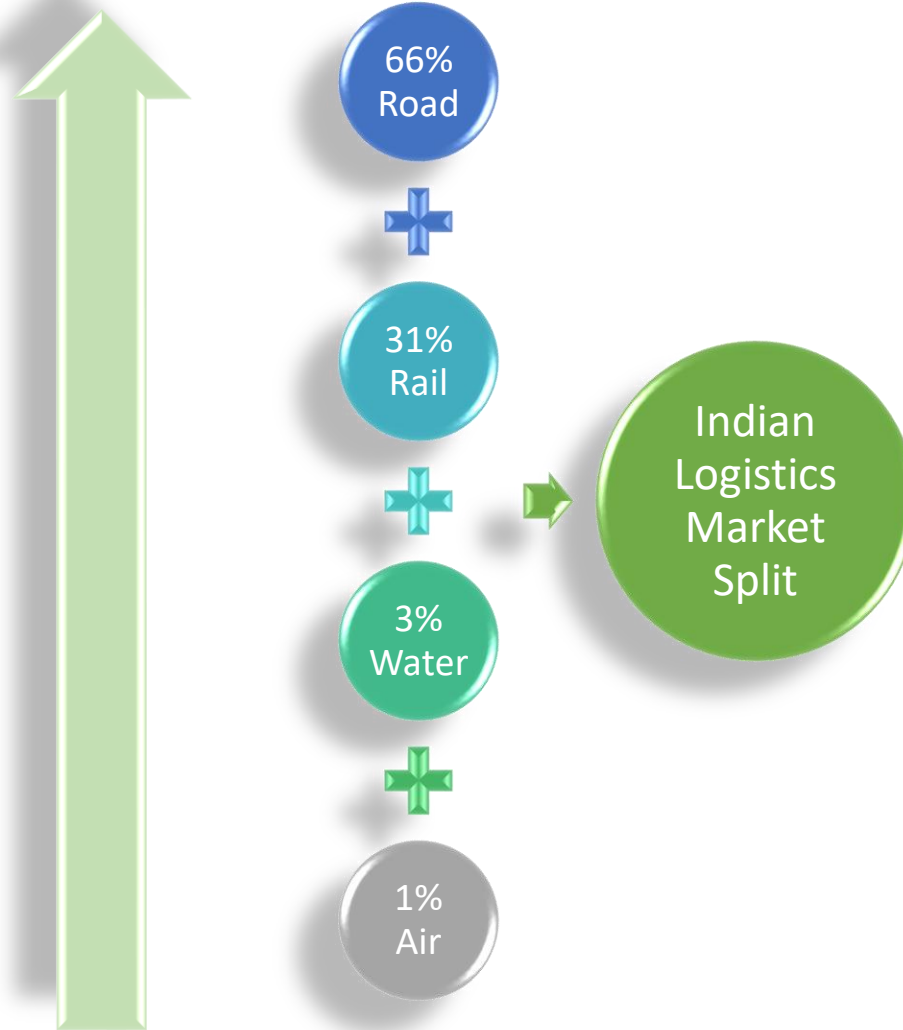 66%
Road
31%
Rail
3%
Water
1%
Air
Indian
Logistics
Market
Split